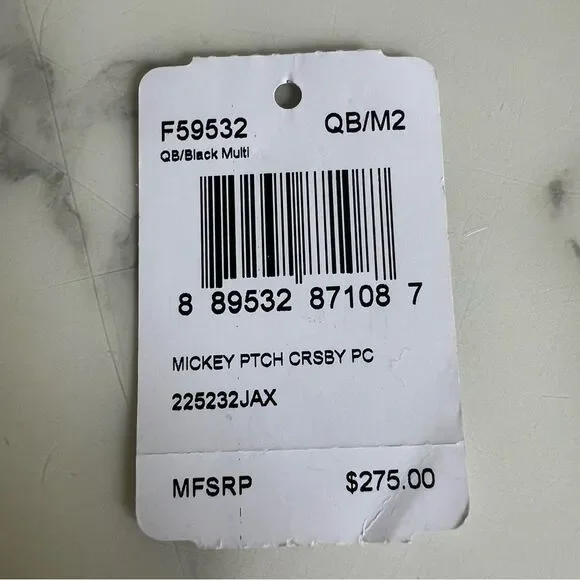 F59532 QB/M2
QB/Black Multi
8 89532 87108 7
MICKEY PTCH CRSBY PC
225232JAX
MFSRP $275.00